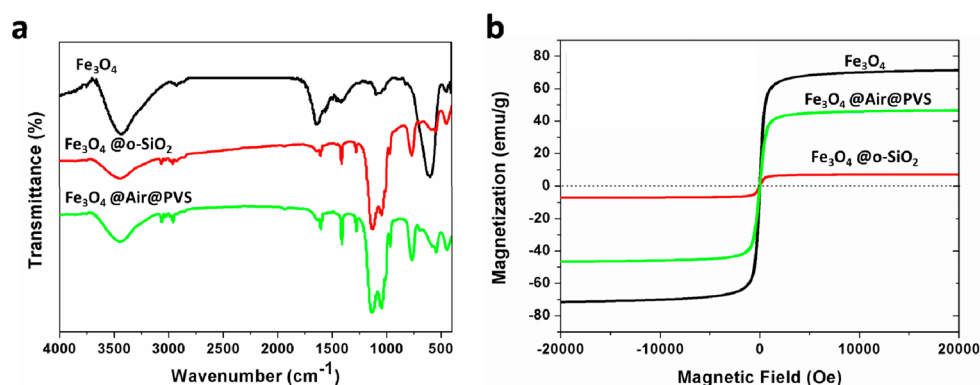 a
Fe₃O₄
Fe₃O₄ @o-SiO₂
Fe₃O₄ @Air@PVS
Transmittance (%)
4000 3500 3000 2500 2000 1500 1000 500
Wavenumber (cm⁻¹)
b
80
60
40
20
0
-20
-40
-60
-80
Fe₃O₄
Fe₃O₄ @Air@PVS
Fe₃O₄ @o-SiO₂
Magnetization (emu/g)
-20000 -10000 0 10000 20000
Magnetic Field (Oe)